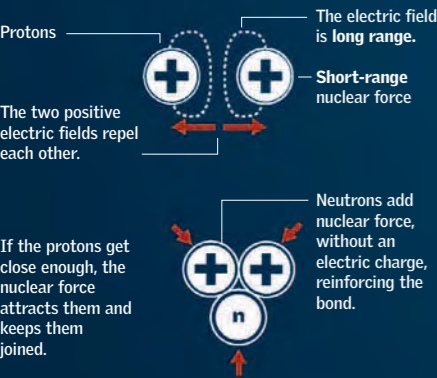 Protons
The electric field
is long range.
Short-range
nuclear force
The two positive
electric fields repel
each other.
Neutrons add
nuclear force,
without an
electric charge,
reinforcing the
bond.
If the protons get
close enough, the
nuclear force
attracts them and
keeps them
joined.
+
+
+
+
n